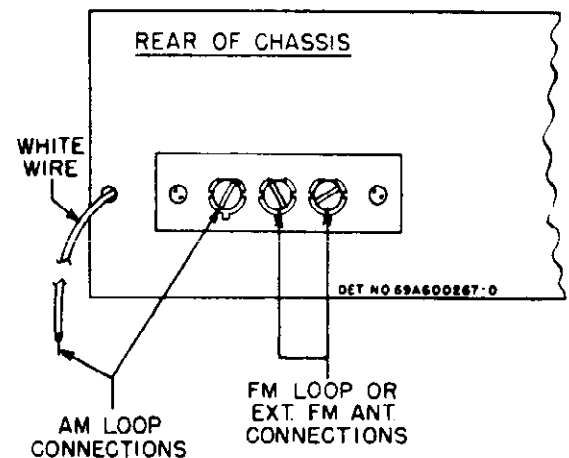 REAR OF CHASSIS
WHITE
WIRE
DET NO 69A600267-0
AM LOOP
CONNECTIONS
FM LOOP OR
EXT. FM ANT.
CONNECTIONS